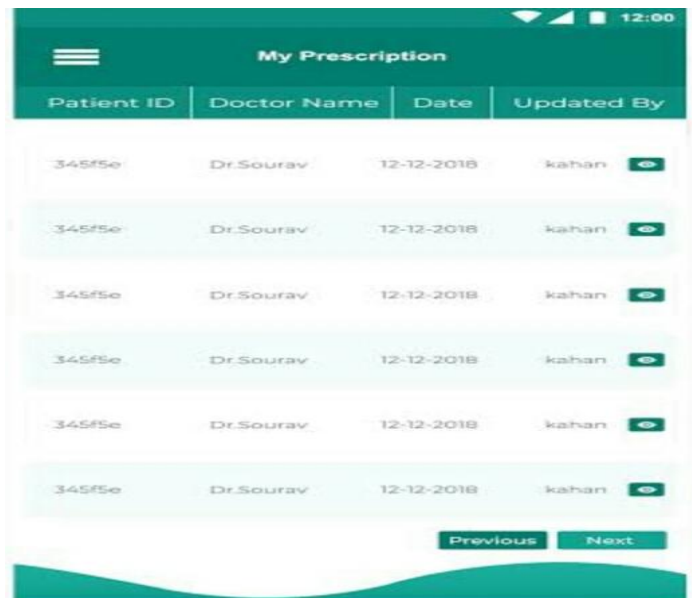 12:00
My Prescription
Patient ID Doctor Name Date Updated By
345f5e Dr.Sourav 12-12-2018 kahan
345f5e Dr.Sourav 12-12-2018 kahan
345f5e Dr.Sourav 12-12-2018 kahan
345f5e Dr.Sourav 12-12-2018 kahan
345f5e Dr.Sourav 12-12-2018 kahan
345f5e Dr.Sourav 12-12-2018 kahan
Previous Next